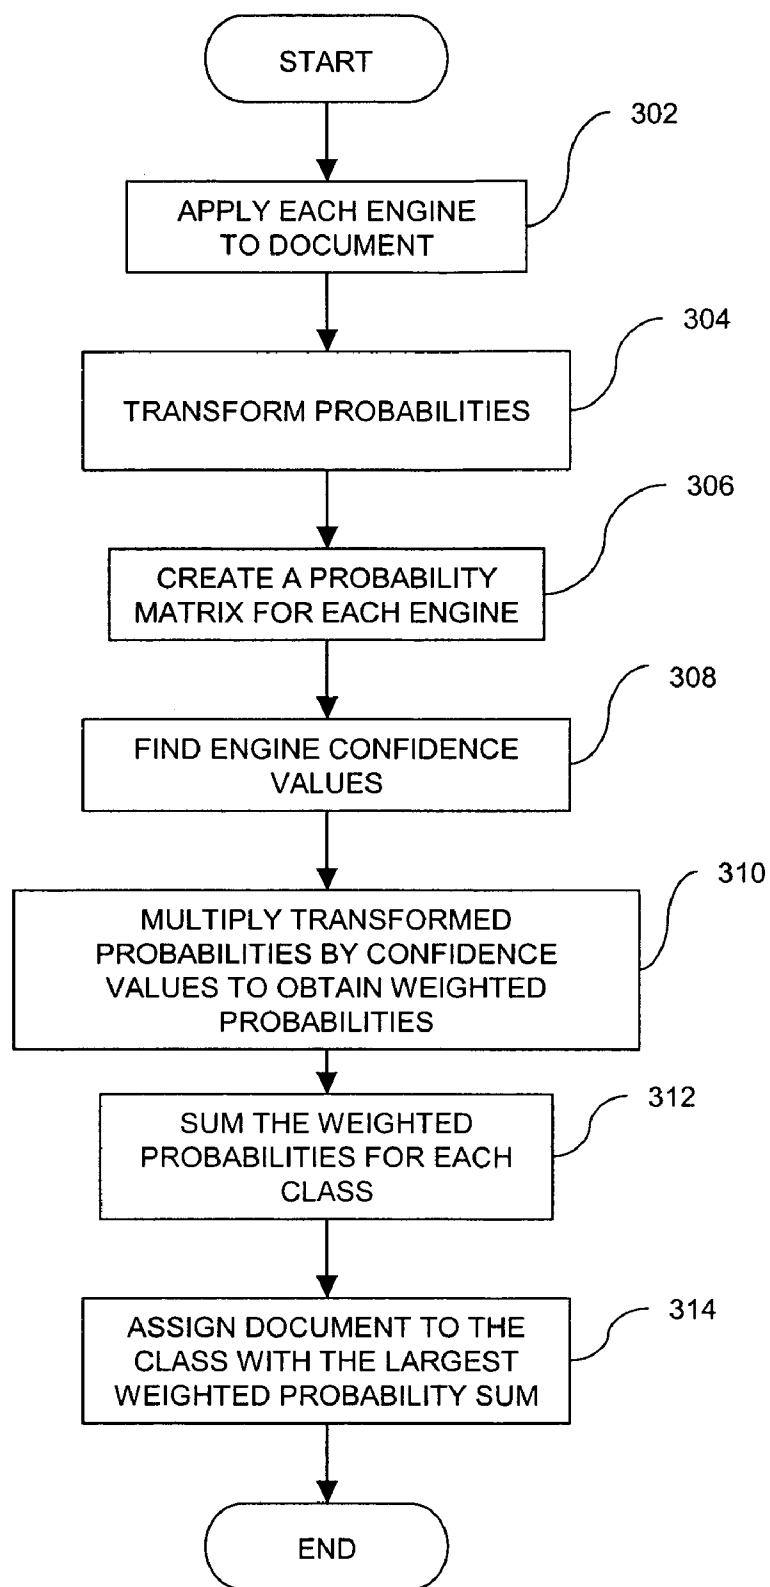 START
302
APPLY EACH ENGINE
TO DOCUMENT
304
TRANSFORM PROBABILITIES
306
CREATE A PROBABILITY
MATRIX FOR EACH ENGINE
308
FIND ENGINE CONFIDENCE
VALUES
310
MULTIPLY TRANSFORMED
PROBABILITIES BY CONFIDENCE
VALUES TO OBTAIN WEIGHTED
PROBABILITIES
312
SUM THE WEIGHTED
PROBABILITIES FOR EACH
CLASS
314
ASSIGN DOCUMENT TO THE
CLASS WITH THE LARGEST
WEIGHTED PROBABILITY SUM
END